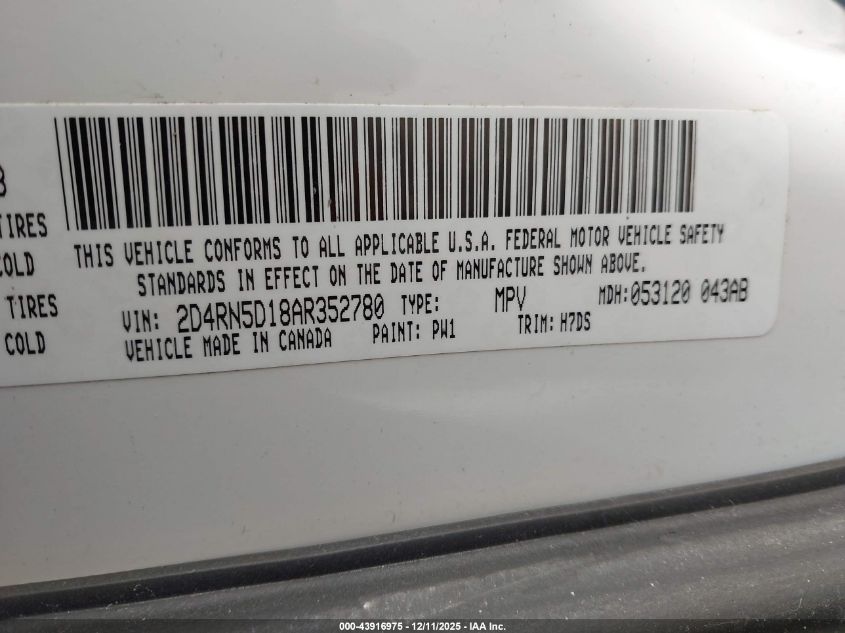 8
TIRES
COLD
TIRES
COLD
THIS VEHICLE CONFORMS TO ALL APPLICABLE U.S.A. FEDERAL MOTOR VEHICLE SAFETY
STANDARDS IN EFFECT ON THE DATE OF MANUFACTURE SHOWN ABOVE.
VIN: 2D4RN5D18AR352780 TYPE: MPV MDH: 053120 043AB
VEHICLE MADE IN CANADA PAINT: PW1 TRIM: H7DS
000-43916975 - 12/11/2025 - IAA Inc.